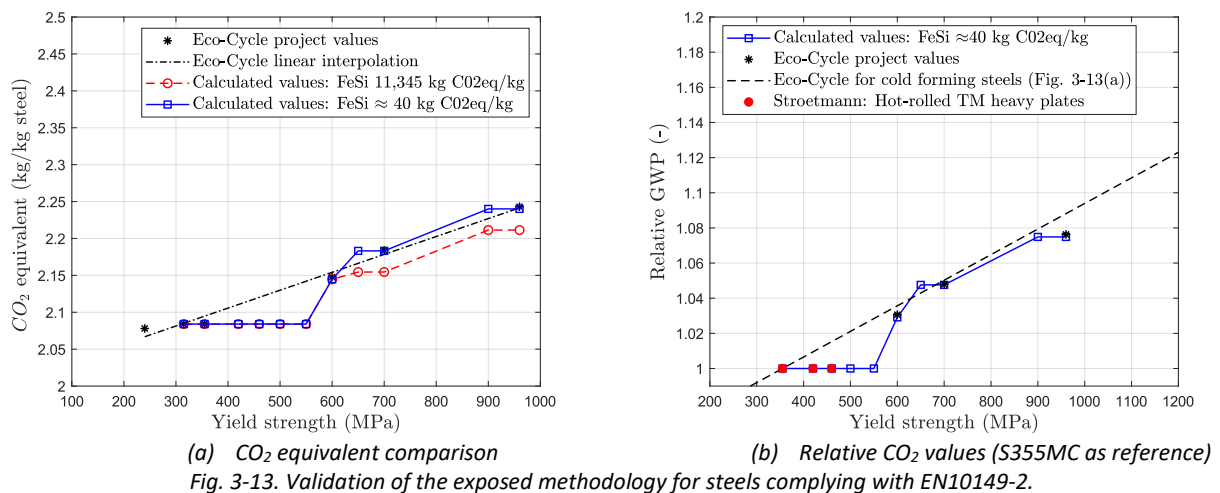 2.5
2.45
2.4
2.35
2.3
2.25
2.2
2.15
2.1
2.05
2
CO2 equivalent (kg/kg steel)
Eco-Cycle project values
Eco-Cycle linear interpolation
Calculated values: FeSi 11,345 kg C02eq/kg
Calculated values: FeSi ≈ 40 kg C02eq/kg
100 200 300 400 500 600 700 800 900 1000
Yield strength (MPa)
(a) CO2 equivalent comparison
1.2
1.18
1.16
1.14
1.12
1.1
1.08
1.06
1.04
1.02
1
Relative GWP (-)
Calculated values: FeSi ≈40 kg C02eq/kg
Eco-Cycle project values
Eco-Cycle for cold forming steels (Fig. 3-13(a))
Stroetmann: Hot-rolled TM heavy plates
200 300 400 500 600 700 800 900 1000 1100 1200
Yield strength (MPa)
(b) Relative CO2 values (S355MC as reference)
Fig. 3-13. Validation of the exposed methodology for steels complying with EN10149-2.